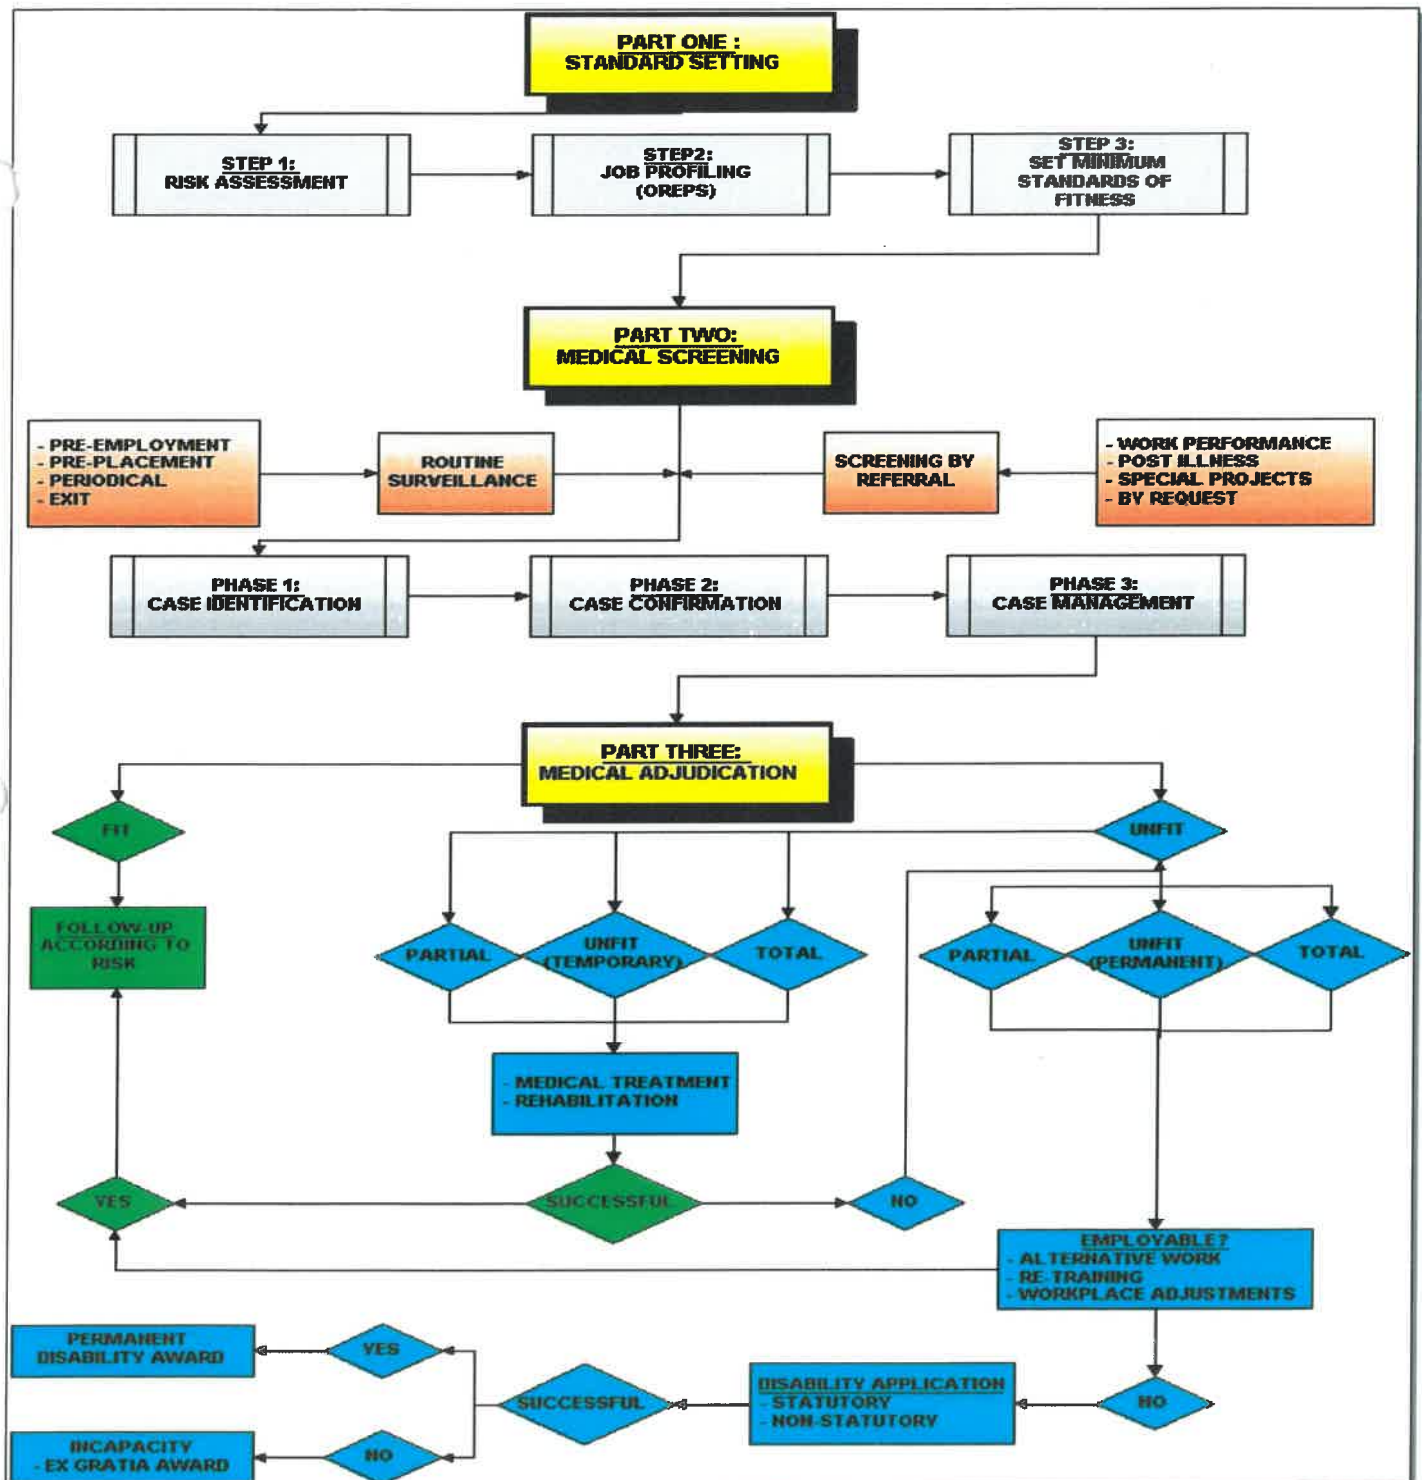 PART ONE :
STANDARD SETTING
STEP 1:
RISK ASSESSMENT
STEP2:
JOB PROFILING
(OREPS)
STEP 3:
SET MINIMUM
STANDARDS OF
FITNESS
PART TWO:
MEDICAL SCREENING
- PRE-EMPLOYMENT
- PRE-PLACEMENT
- PERIODICAL
- EXIT
ROUTINE
SURVEILLANCE
SCREENING BY
REFERRAL
- WORK PERFORMANCE
- POST ILLNESS
- SPECIAL PROJECTS
- BY REQUEST
PHASE 1:
CASE IDENTIFICATION
PHASE 2:
CASE CONFIRMATION
PHASE 3:
CASE MANAGEMENT
PART THREE:
MEDICAL ADJUDICATION
FIT
UNFIT
FOLLOW-UP
ACCORDING TO
RISK
PARTIAL
UNFIT
(TEMPORARY)
TOTAL
PARTIAL
UNFIT
(PERMANENT)
TOTAL
- MEDICAL TREATMENT
- REHABILITATION
YES
SUCCESSFUL
NO
EMPLOYABLE?
- ALTERNATIVE WORK
- RE-TRAINING
- WORKPLACE ADJUSTMENTS
PERMANENT
DISABILITY AWARD
YES
SUCCESSFUL
DISABILITY APPLICATION
- STATUTORY
- NON-STATUTORY
NO
INCAPACITY
- EX GRATIA AWARD
NO